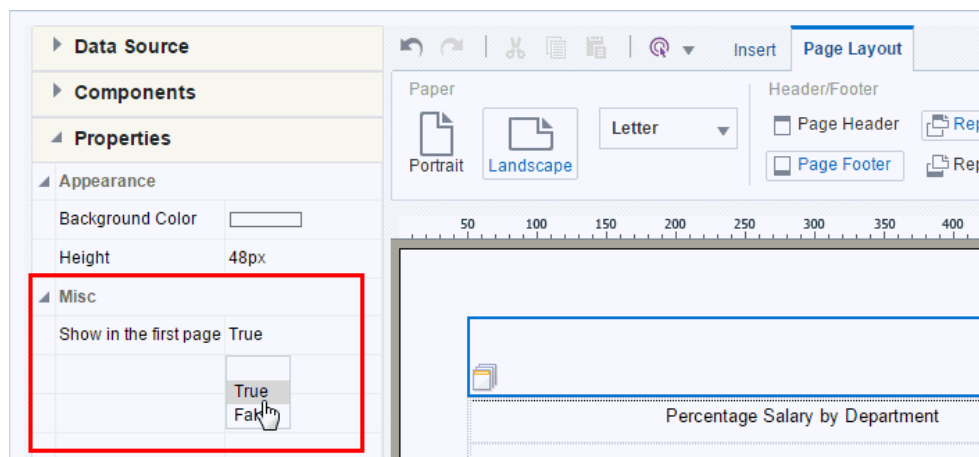 Data Source
Components
Properties
Appearance
Background Color
Height 48px
Misc
Show in the first page True
True
Insert Page Layout
Paper
Portrait
Landscape
Letter
Header/Footer
Page Header
Page Footer
50 100 150 200 250 300 350 400
Percentage Salary by Department